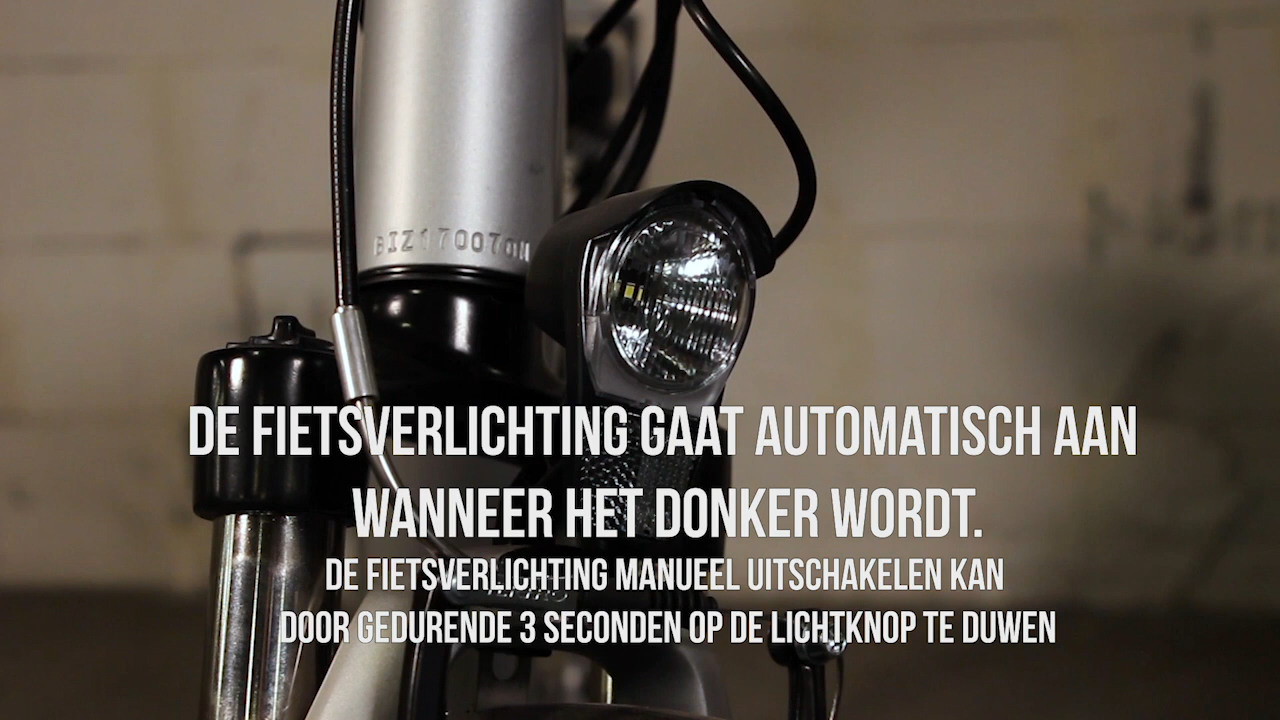 BIZ17007
DE FIETSVERLICHTING GAAT AUTOMATISCH AAN
WANNEER HET DONKER WORDT.
DE FIETSVERLICHTING MANUEEL UITSCHAKELEN KAN
DOOR GEDURENDE 3 SECONDEN OP DE LICHTKNOP TE DUWEN